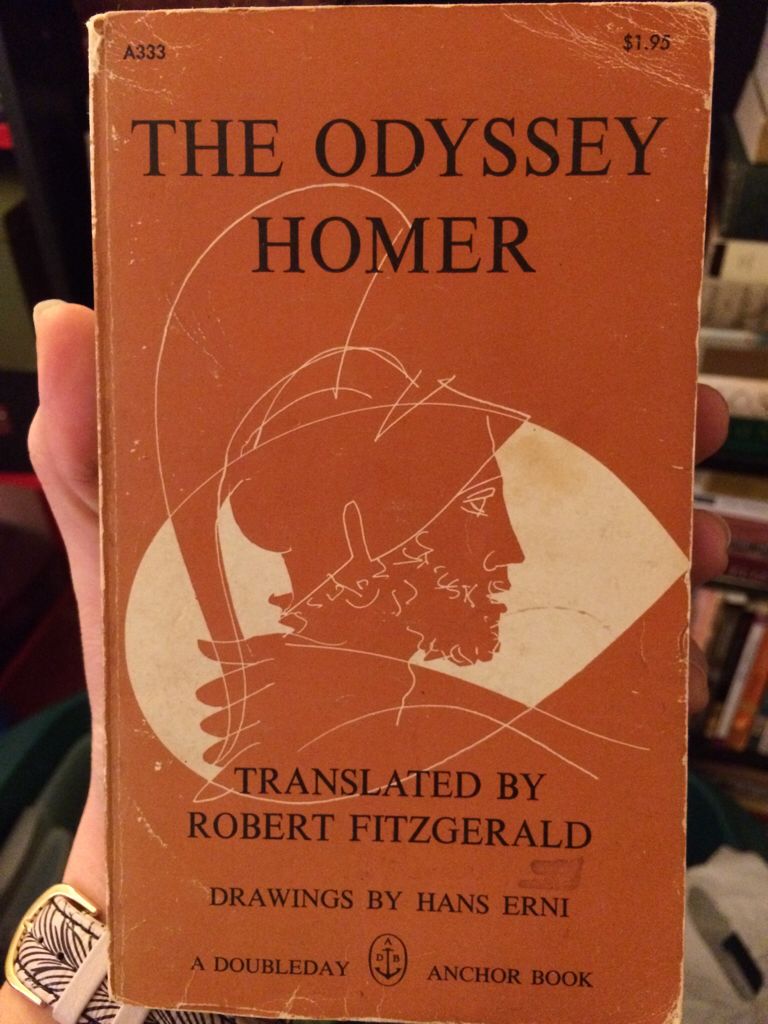 A333
$1.95
THE ODYSSEY
HOMER
TRANSLATED BY
ROBERT FITZGERALD
DRAWINGS BY HANS ERNI
A DOUBLEDAY A D B ANCHOR BOOK